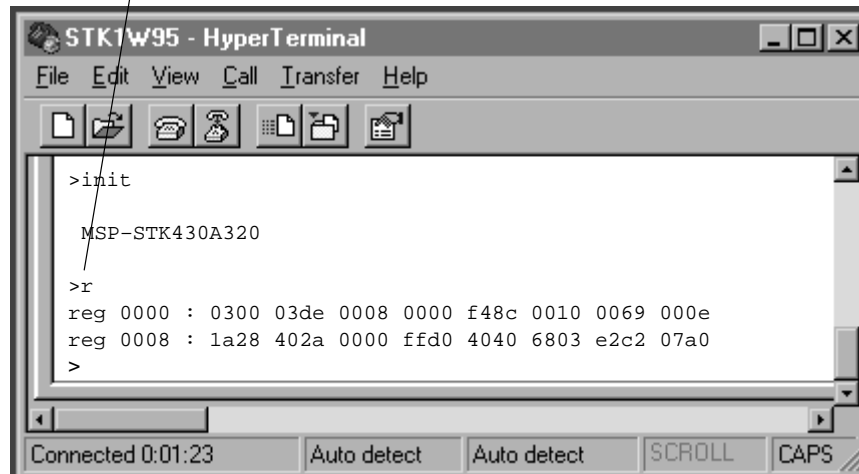 STK1W95 - HyperTerminal
File Edit View Call Transfer Help
>init
MSP-STK430A320
>r
reg 0000 : 0300 03de 0008 0000 f48c 0010 0069 000e
reg 0008 : 1a28 402a 0000 ffd0 4040 6803 e2c2 07a0
>
Connected 0:01:23 Auto detect Auto detect SCROLL CAPS